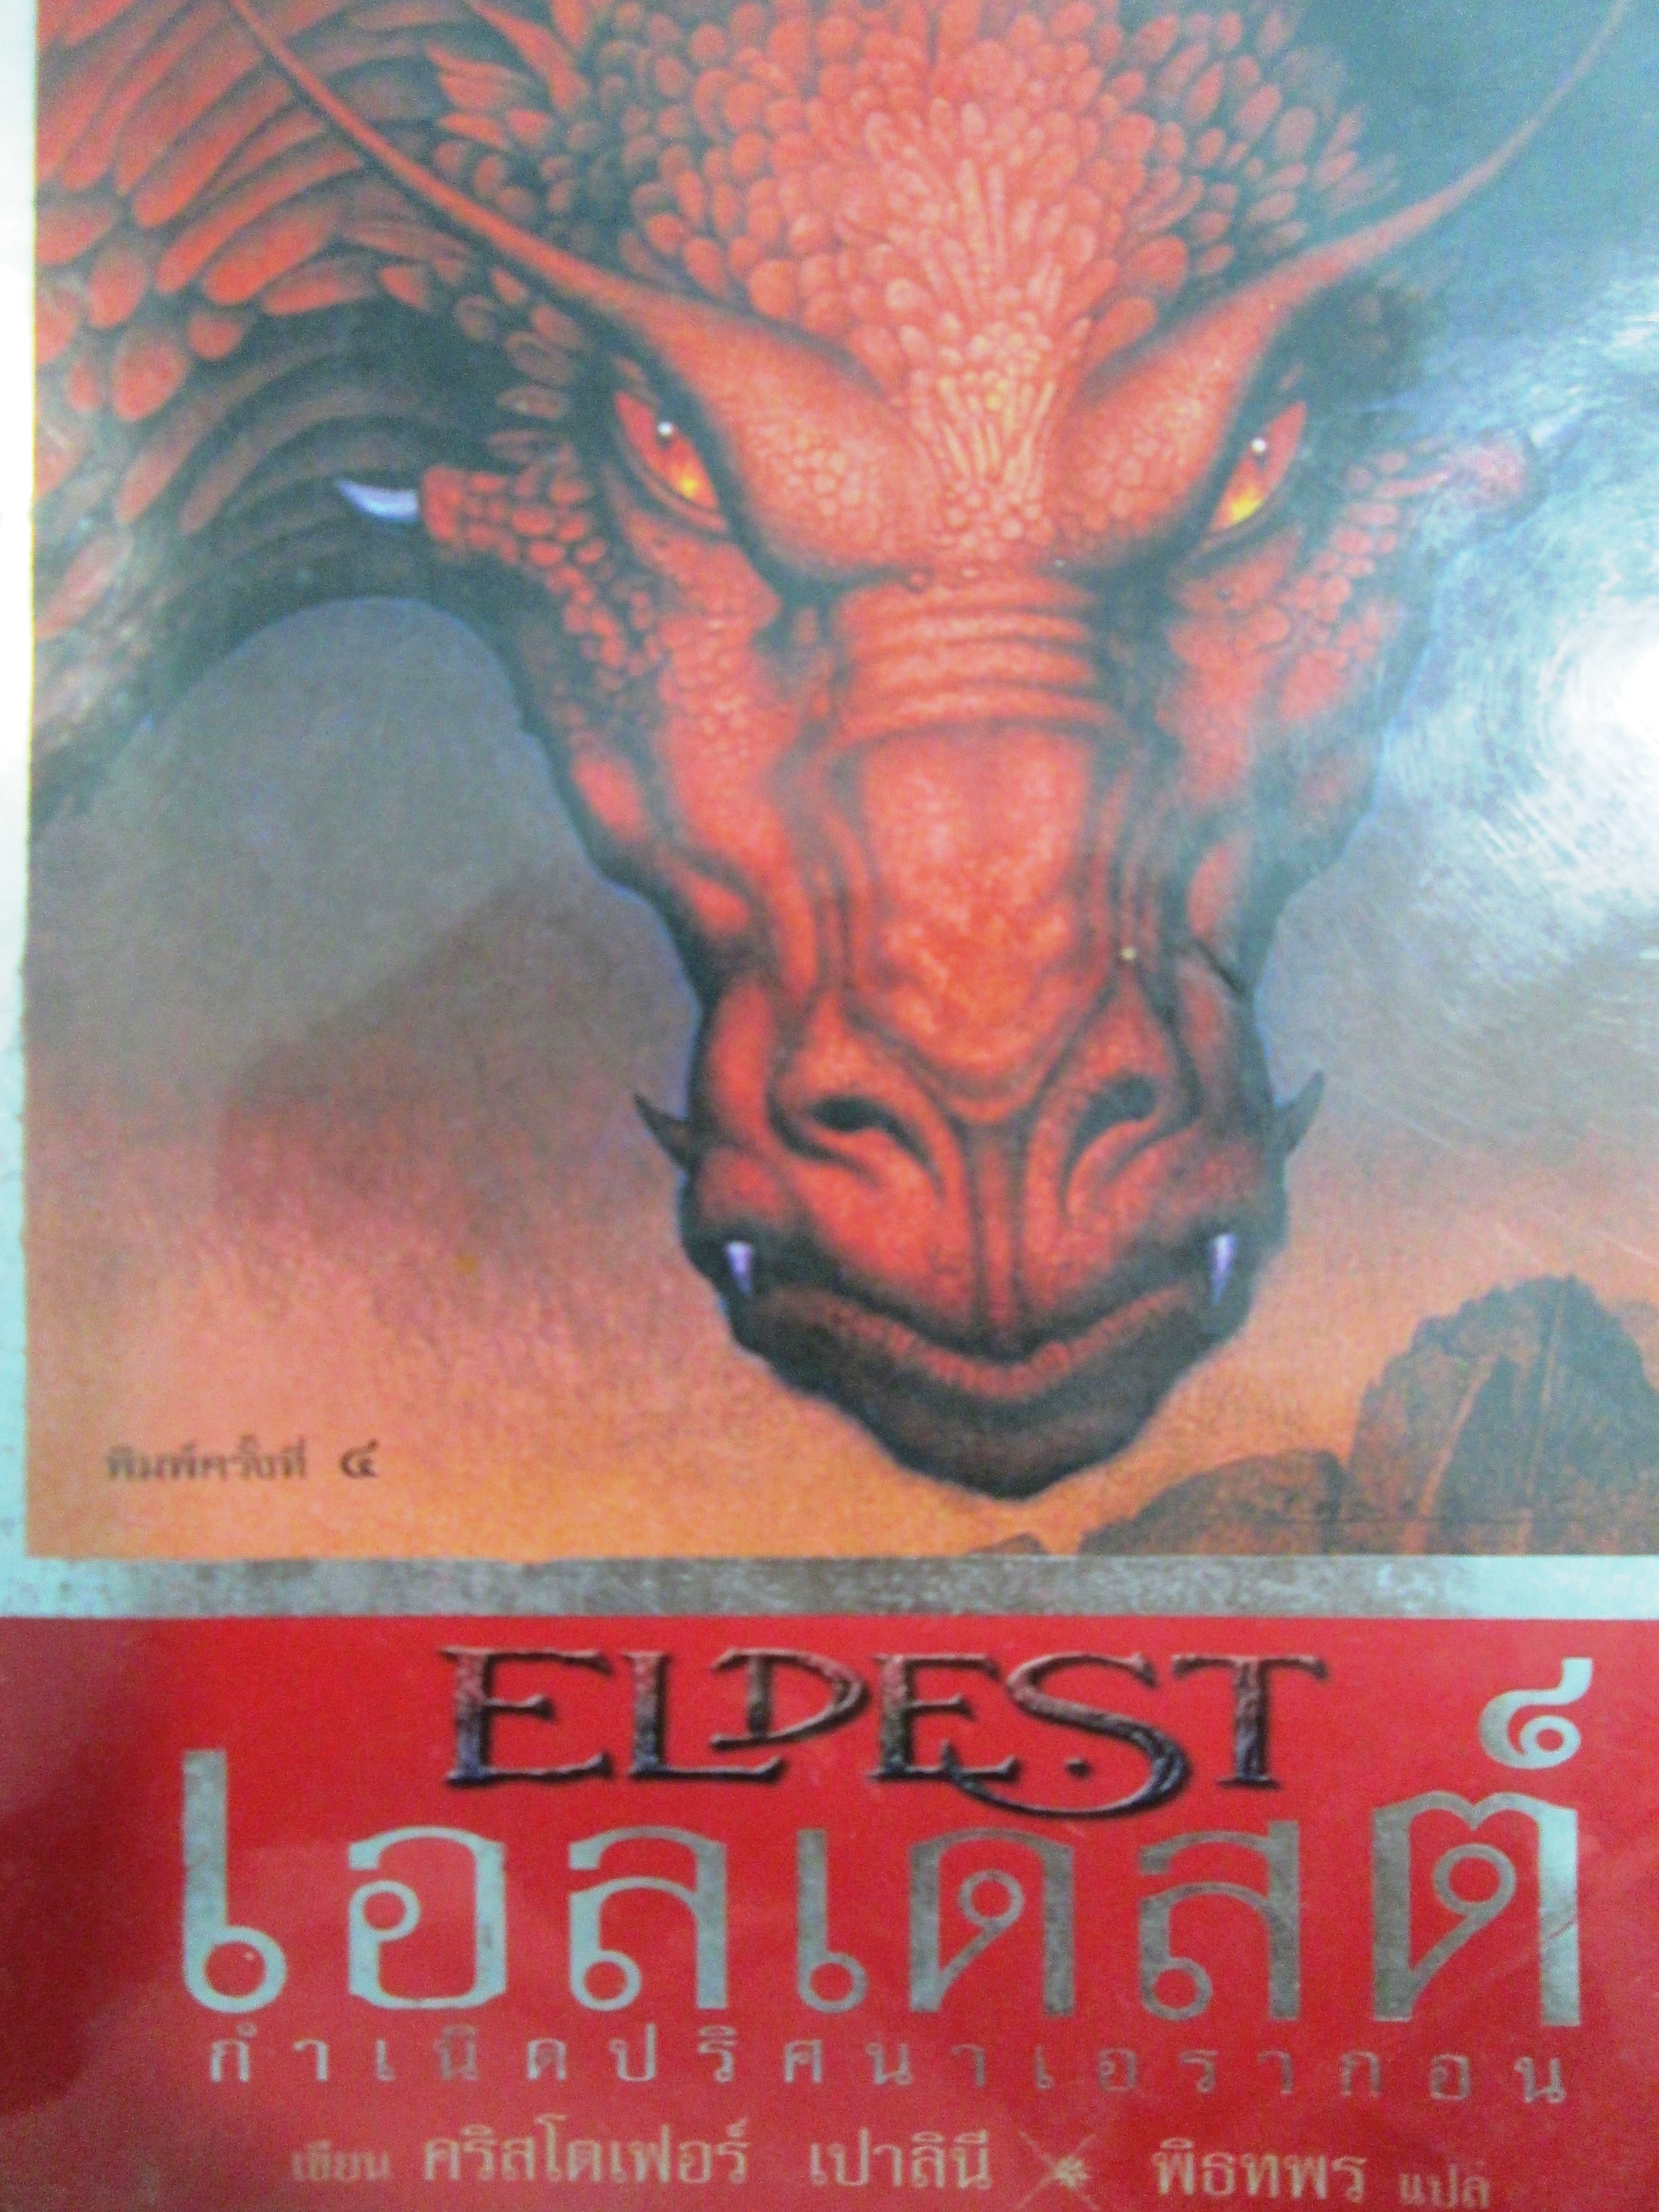 พิมพ์ครั้งที่ ๔
ELDEST
เอลเดสต์
กำเนิดปริศนาเอรากอน
เขียน คริสโตเฟอร์ เปาลินี พิธทพร แปล